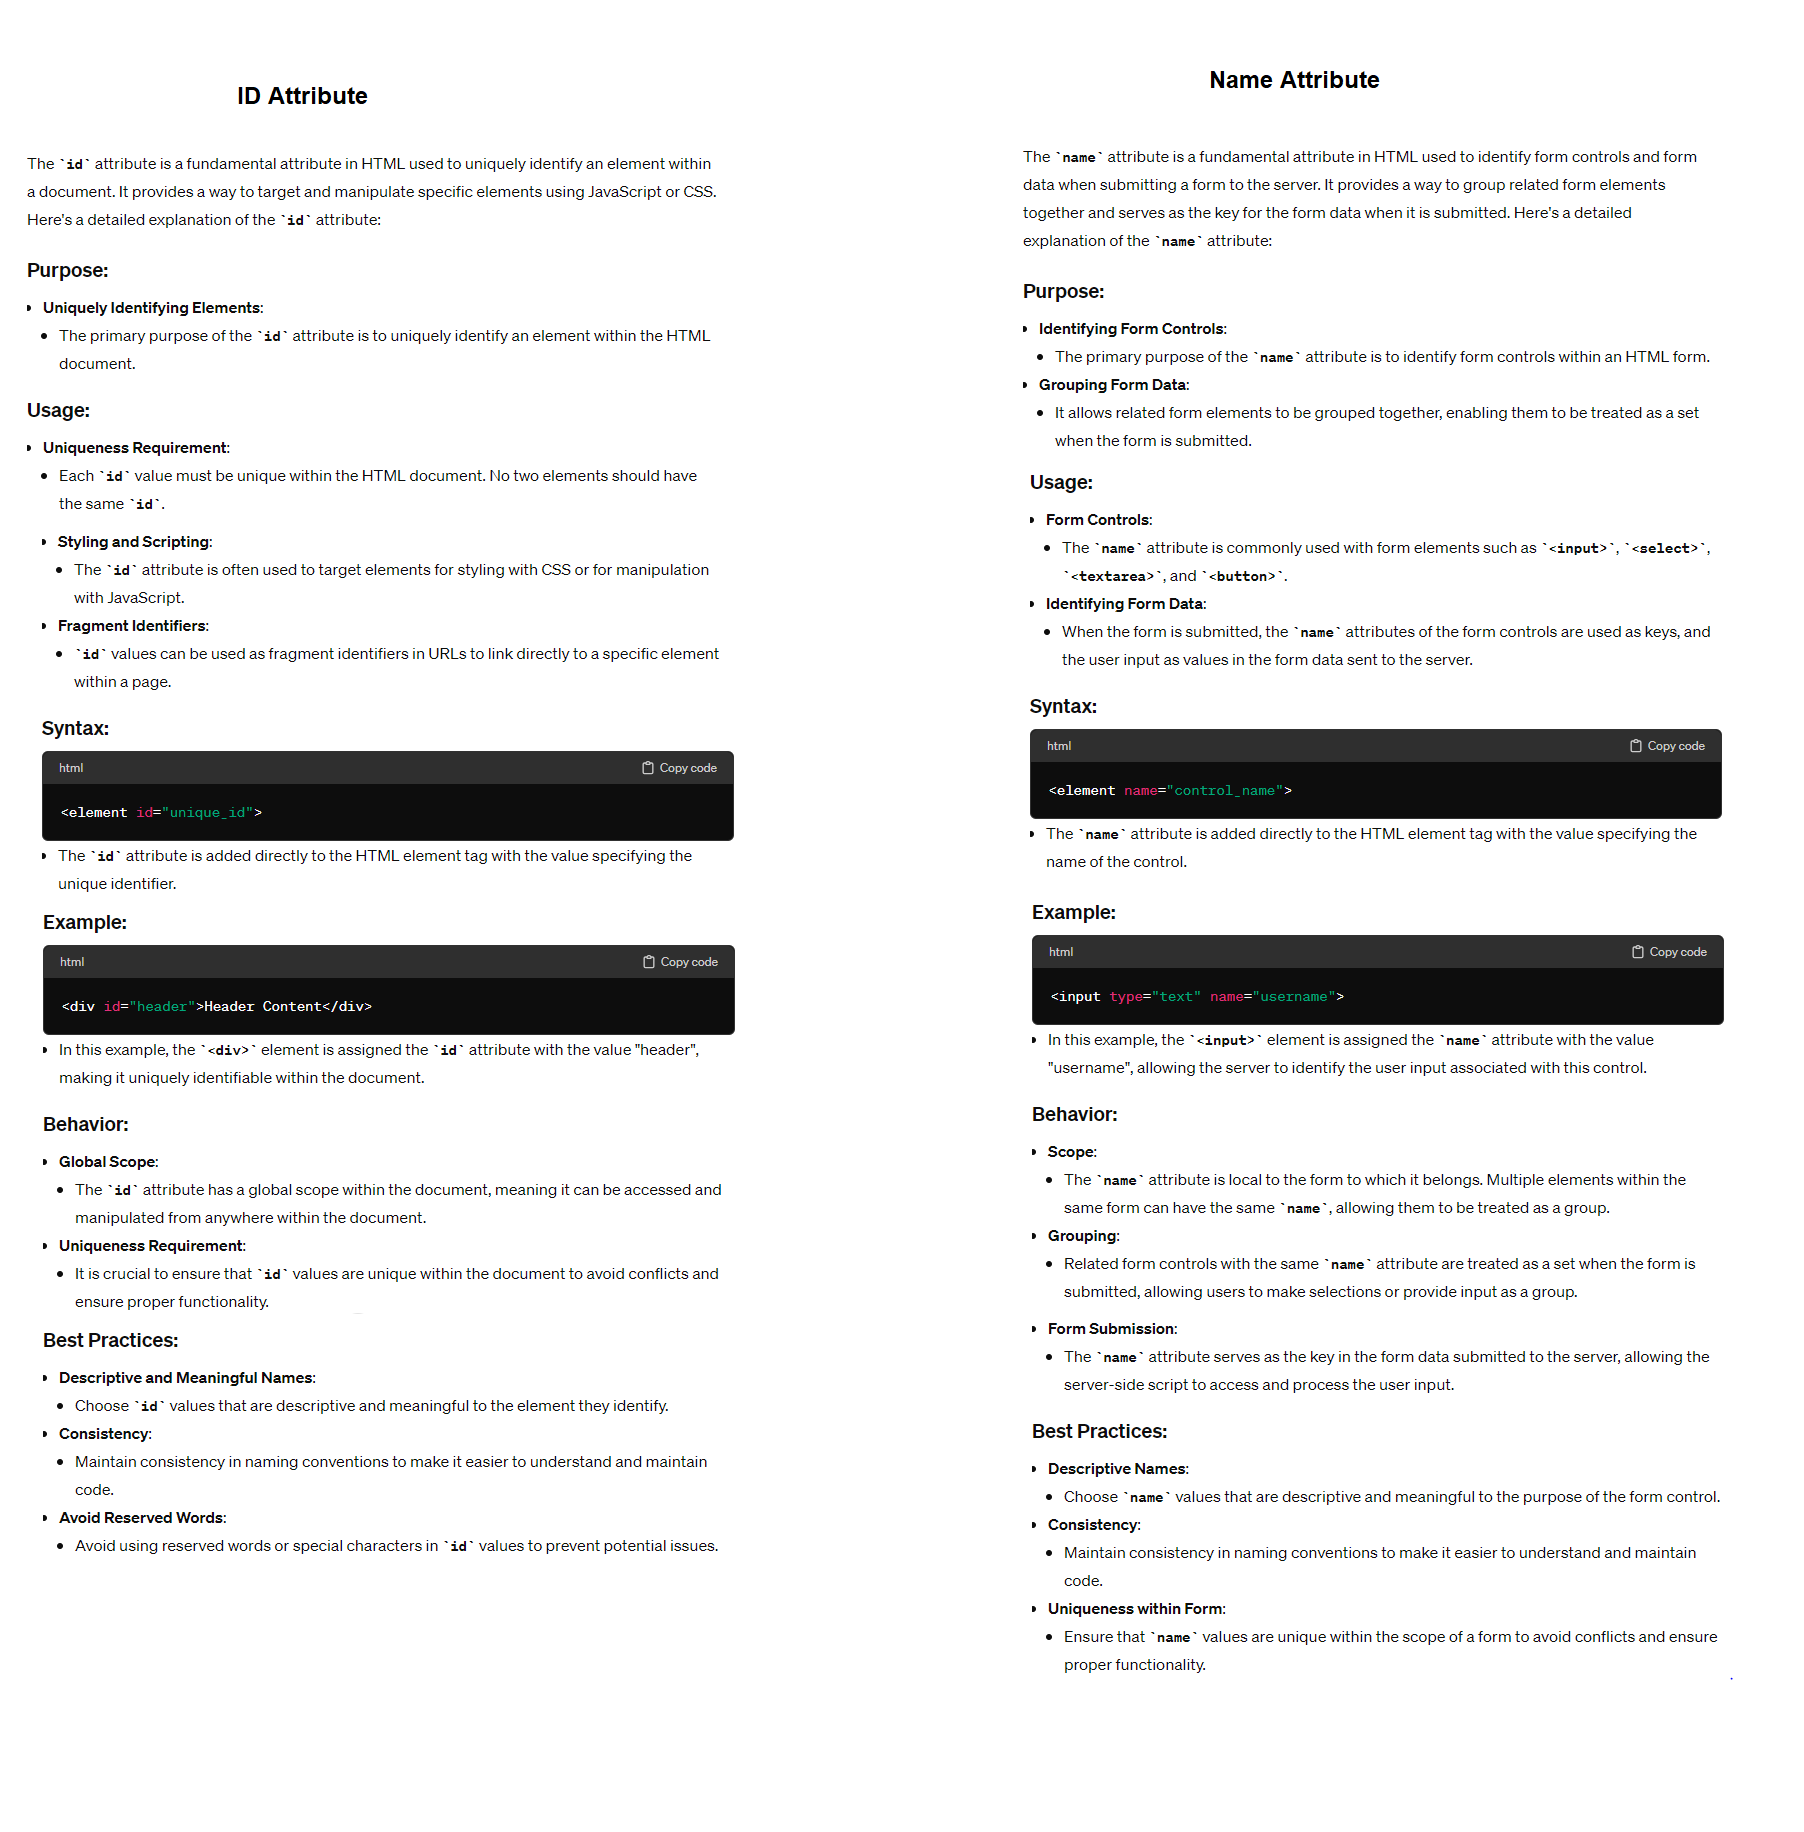 ID Attribute
The `id` attribute is a fundamental attribute in HTML used to uniquely identify an element within
a document. It provides a way to target and manipulate specific elements using JavaScript or CSS.
Here's a detailed explanation of the `id` attribute:
Purpose:
Uniquely Identifying Elements:
The primary purpose of the `id` attribute is to uniquely identify an element within the HTML
document.
Usage:
Uniqueness Requirement:
Each `id` value must be unique within the HTML document. No two elements should have
the same `id`.
Styling and Scripting:
The `id` attribute is often used to target elements for styling with CSS or for manipulation
with JavaScript.
Fragment Identifiers:
`id` values can be used as fragment identifiers in URLs to link directly to a specific element
within a page.
Syntax:
html Copy code
<element id="unique_id">
The `id` attribute is added directly to the HTML element tag with the value specifying the
unique identifier.
Example:
html Copy code
<div id="header">Header Content</div>
In this example, the `<div>` element is assigned the `id` attribute with the value "header",
making it uniquely identifiable within the document.
Behavior:
Global Scope:
The `id` attribute has a global scope within the document, meaning it can be accessed and
manipulated from anywhere within the document.
Uniqueness Requirement:
It is crucial to ensure that `id` values are unique within the document to avoid conflicts and
ensure proper functionality.
Best Practices:
Descriptive and Meaningful Names:
Choose `id` values that are descriptive and meaningful to the element they identify.
Consistency:
Maintain consistency in naming conventions to make it easier to understand and maintain
code.
Avoid Reserved Words:
Avoid using reserved words or special characters in `id` values to prevent potential issues.
Name Attribute
The `name` attribute is a fundamental attribute in HTML used to identify form controls and form
data when submitting a form to the server. It provides a way to group related form elements
together and serves as the key for the form data when it is submitted. Here's a detailed
explanation of the `name` attribute:
Purpose:
Identifying Form Controls:
The primary purpose of the `name` attribute is to identify form controls within an HTML form.
Grouping Form Data:
It allows related form elements to be grouped together, enabling them to be treated as a set
when the form is submitted.
Usage:
Form Controls:
The `name` attribute is commonly used with form elements such as `<input>`, `<select>`,
`<textarea>`, and `<button>`.
Identifying Form Data:
When the form is submitted, the `name` attributes of the form controls are used as keys, and
the user input as values in the form data sent to the server.
Syntax:
html Copy code
<element name="control_name">
The `name` attribute is added directly to the HTML element tag with the value specifying the
name of the control.
Example:
html Copy code
<input type="text" name="username">
In this example, the `<input>` element is assigned the `name` attribute with the value
"username", allowing the server to identify the user input associated with this control.
Behavior:
Scope:
The `name` attribute is local to the form to which it belongs. Multiple elements within the
same form can have the same `name`, allowing them to be treated as a group.
Grouping:
Related form controls with the same `name` attribute are treated as a set when the form is
submitted, allowing users to make selections or provide input as a group.
Form Submission:
The `name` attribute serves as the key in the form data submitted to the server, allowing the
server-side script to access and process the user input.
Best Practices:
Descriptive Names:
Choose `name` values that are descriptive and meaningful to the purpose of the form control.
Consistency:
Maintain consistency in naming conventions to make it easier to understand and maintain
code.
Uniqueness within Form:
Ensure that `name` values are unique within the scope of a form to avoid conflicts and ensure
proper functionality.